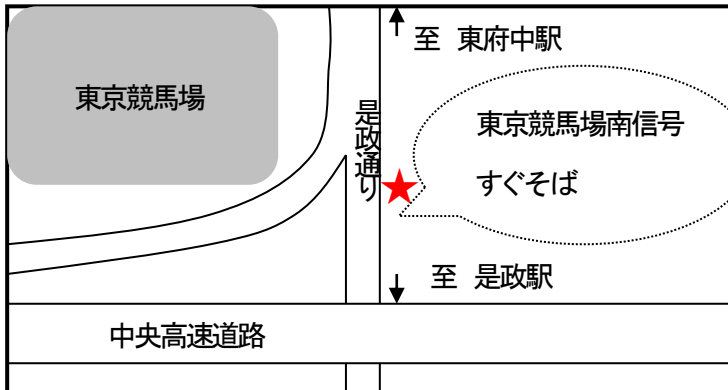 至 東府中駅
東京競馬場
是政通り
東京競馬場南信号
すぐそば
至 是政駅
中央高速道路